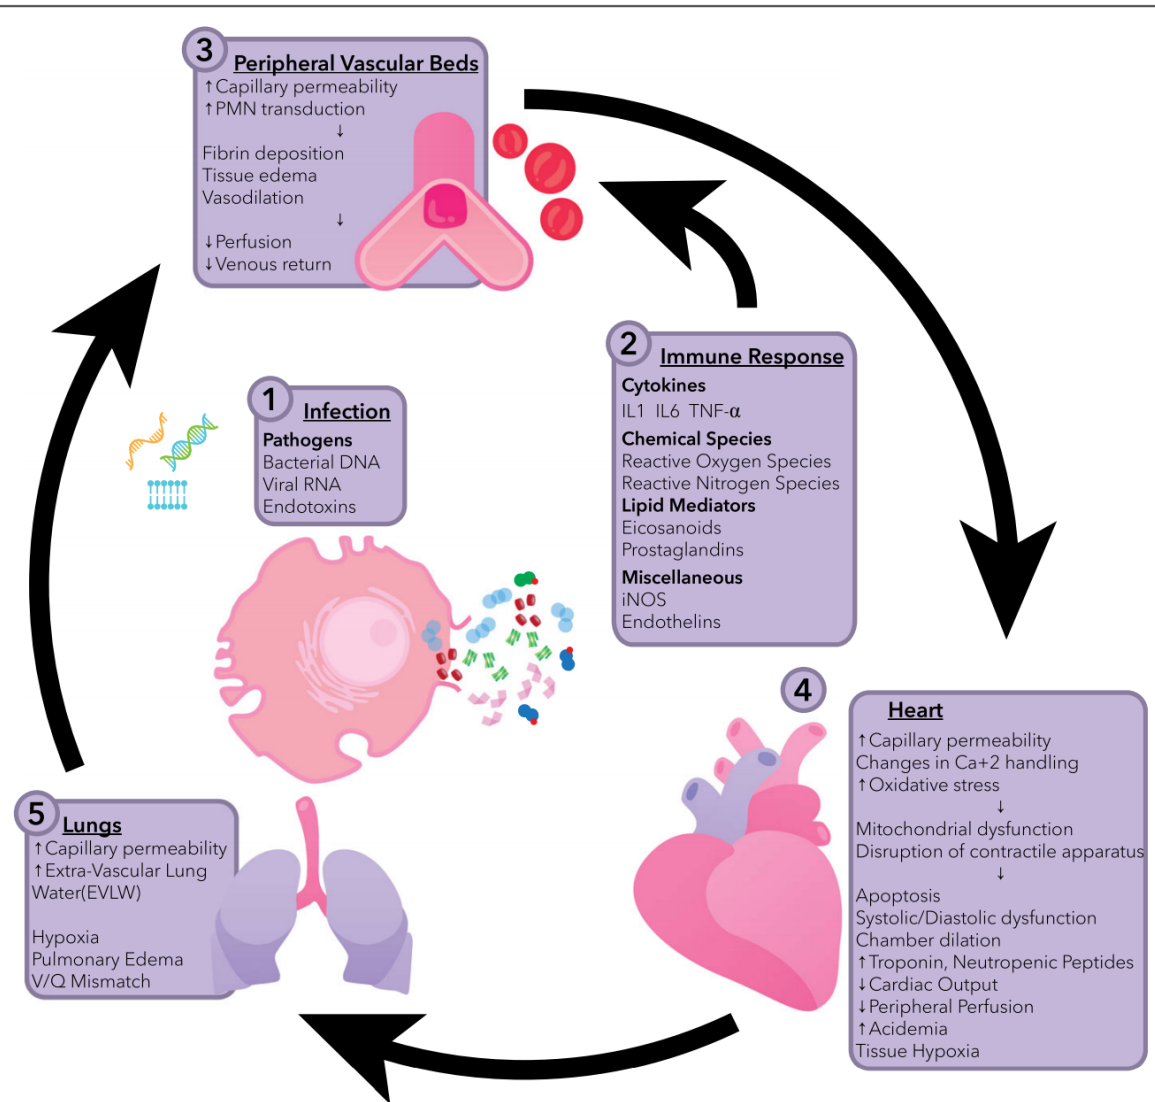 3
Peripheral Vascular Beds
↑Capillary permeability
↑PMN transduction
↓
Fibrin deposition
Tissue edema
Vasodilation
↓
↓Perfusion
↓Venous return
2
Immune Response
Cytokines
IL1 IL6 TNF-α
Chemical Species
Reactive Oxygen Species
Reactive Nitrogen Species
Lipid Mediators
Eicosanoids
Prostaglandins
Miscellaneous
iNOS
Endothelins
1
Infection
Pathogens
Bacterial DNA
Viral RNA
Endotoxins
4
Heart
↑Capillary permeability
Changes in Ca+2 handling
↑Oxidative stress
↓
Mitochondrial dysfunction
Disruption of contractile apparatus
↓
Apoptosis
Systolic/Diastolic dysfunction
Chamber dilation
↑Troponin, Neutropenic Peptides
↓Cardiac Output
↓Peripheral Perfusion
↑Acidemia
Tissue Hypoxia
5
Lungs
↑Capillary permeability
↑Extra-Vascular Lung
Water(EVLW)
Hypoxia
Pulmonary Edema
V/Q Mismatch